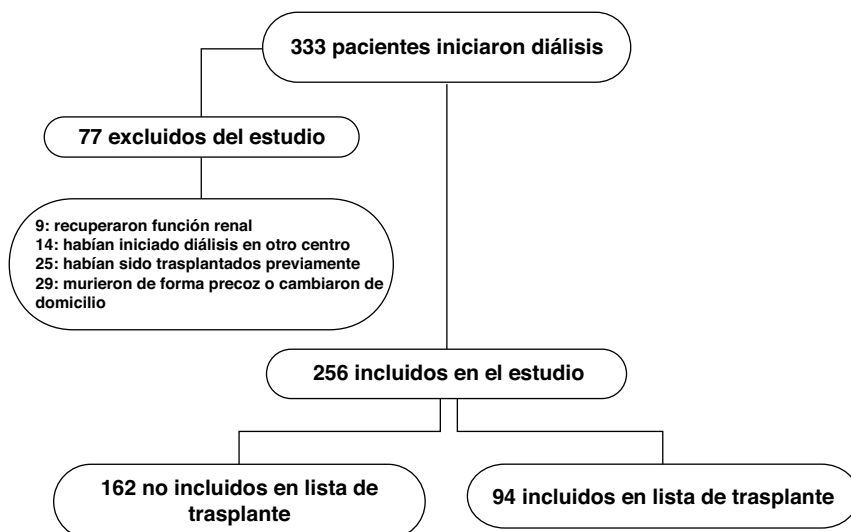 333 pacientes iniciaron diálisis
77 excluidos del estudio
9: recuperaron función renal
14: habían iniciado diálisis en otro centro
25: habían sido trasplantados previamente
29: murieron de forma precoz o cambiaron de
domicilio
256 incluidos en el estudio
162 no incluidos en lista de
trasplante
94 incluidos en lista de trasplante